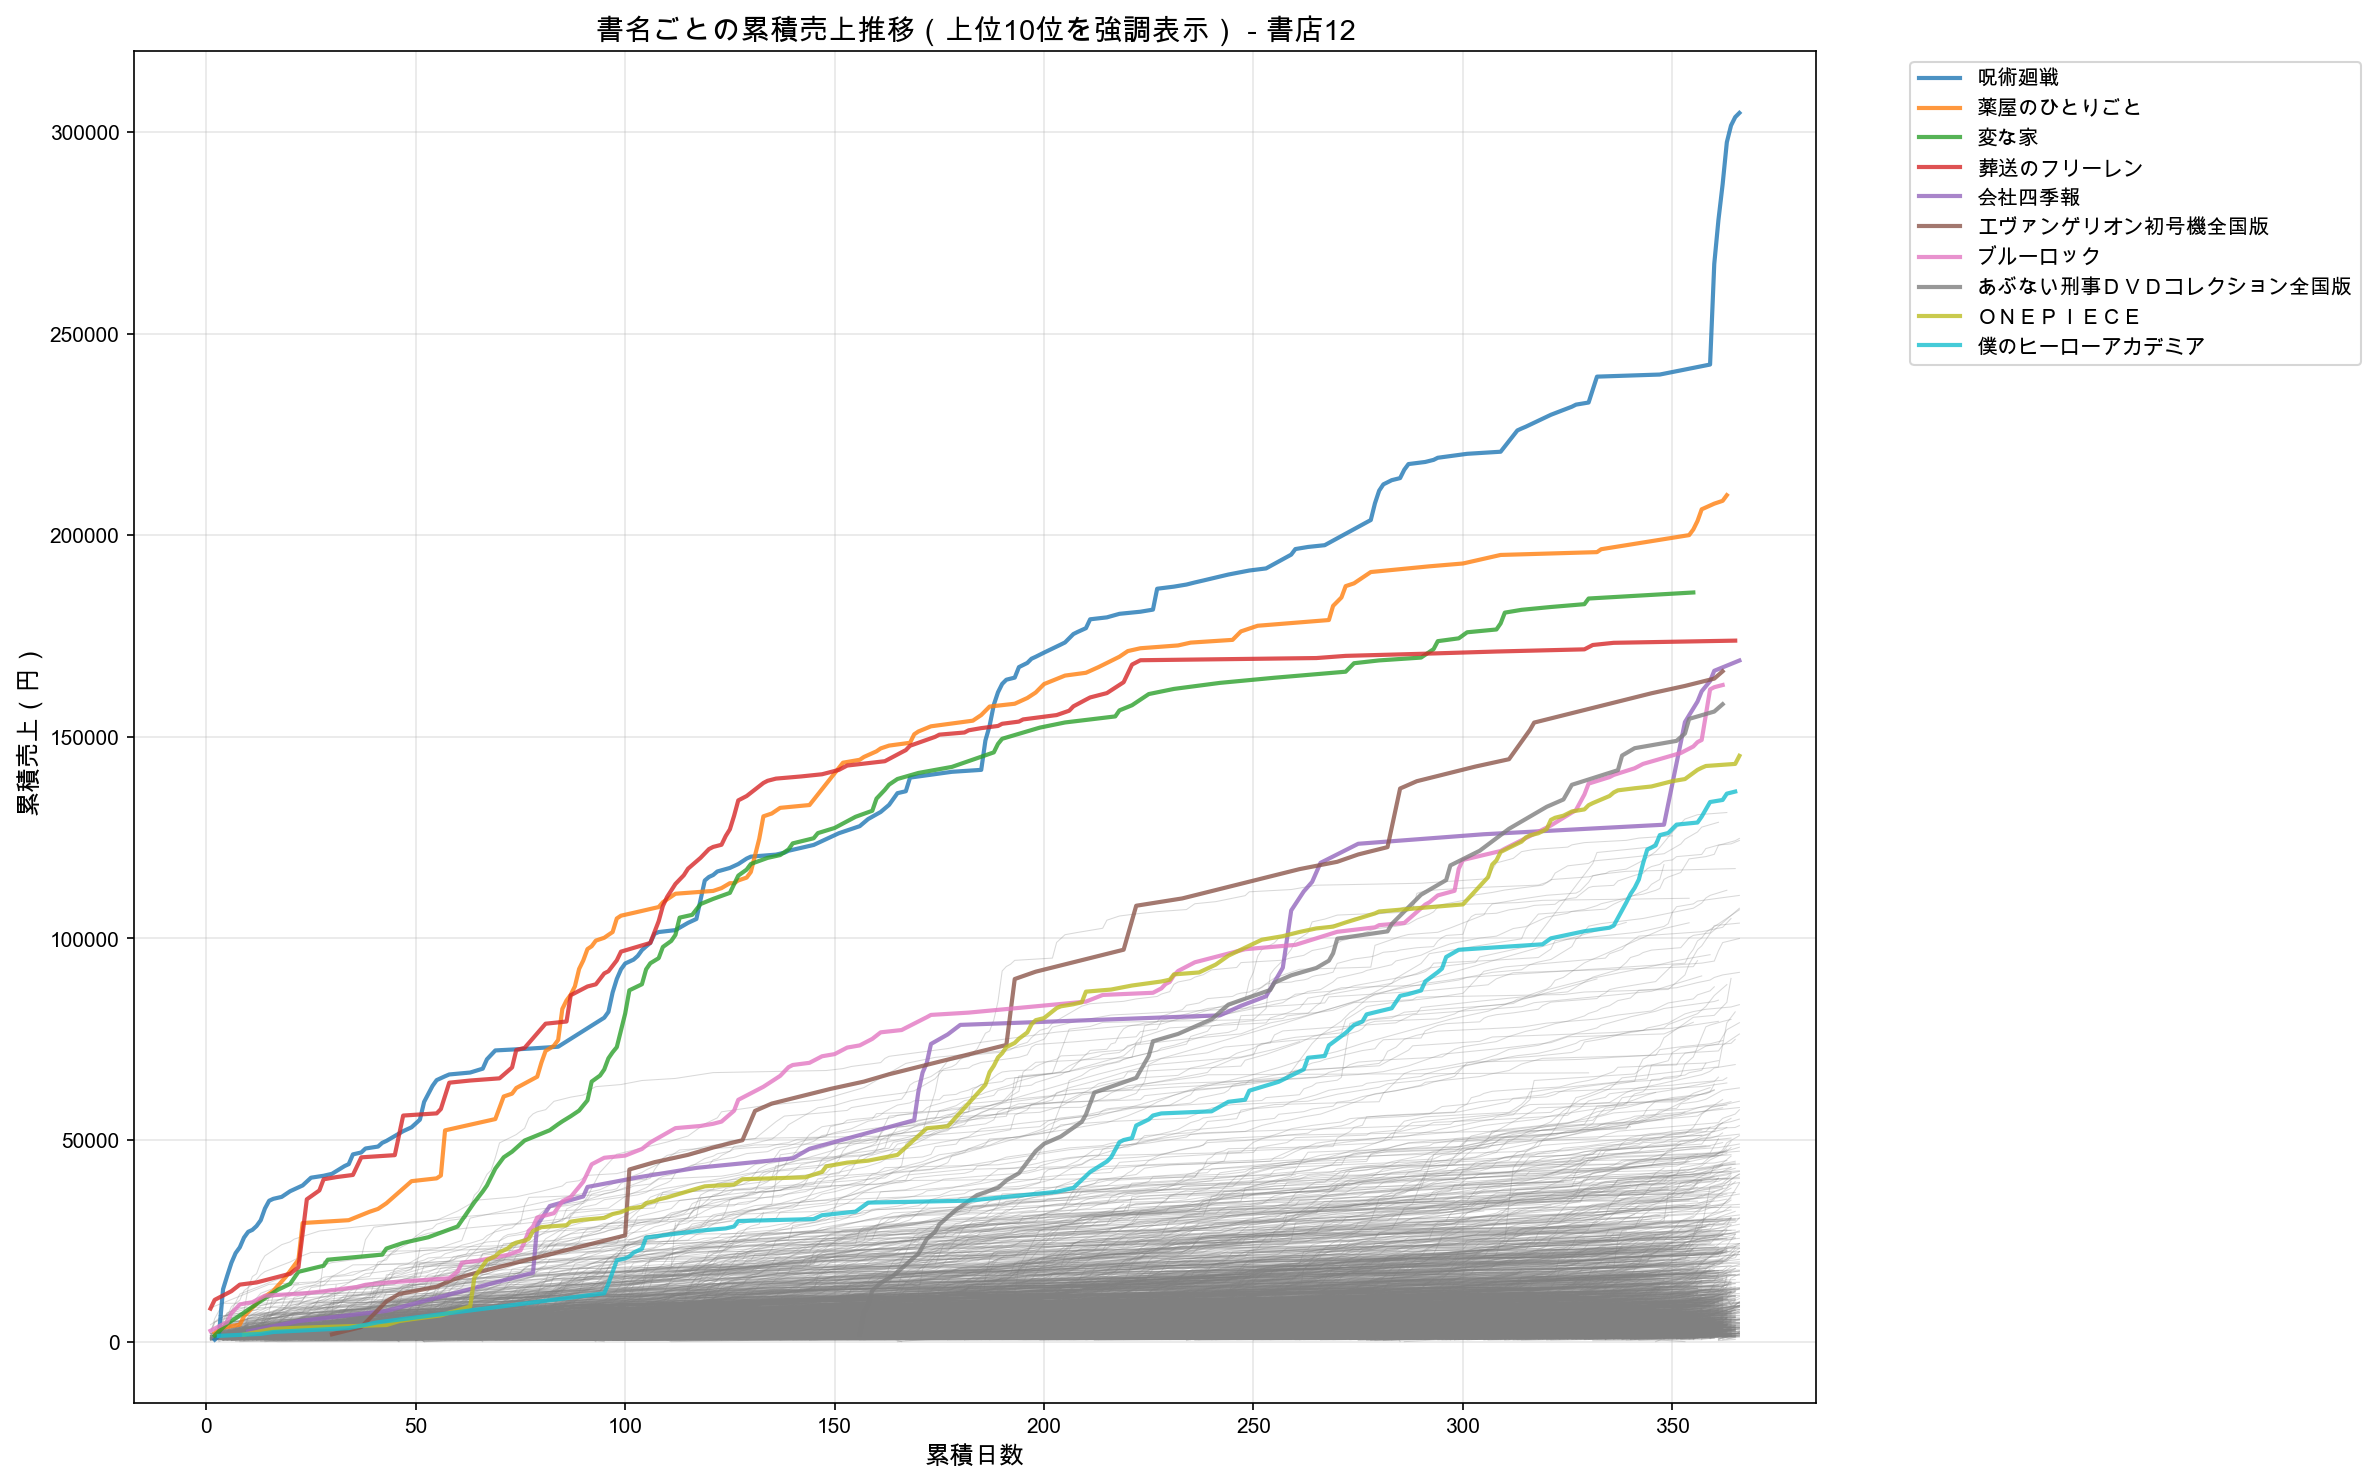 書名ごとの累積売上推移（上位10位を強調表示） - 書店12
累積売上（円）
300000
250000
200000
150000
100000
50000
0
0 50 100 150 200 250 300 350
累積日数
呪術廻戦
薬屋のひとりごと
変な家
葬送のフリーレン
会社四季報
エヴァンゲリオン初号機全国版
ブルーロック
あぶない刑事ＤＶＤコレクション全国版
ＯＮＥＰＩＥＣＥ
僕のヒーローアカデミア